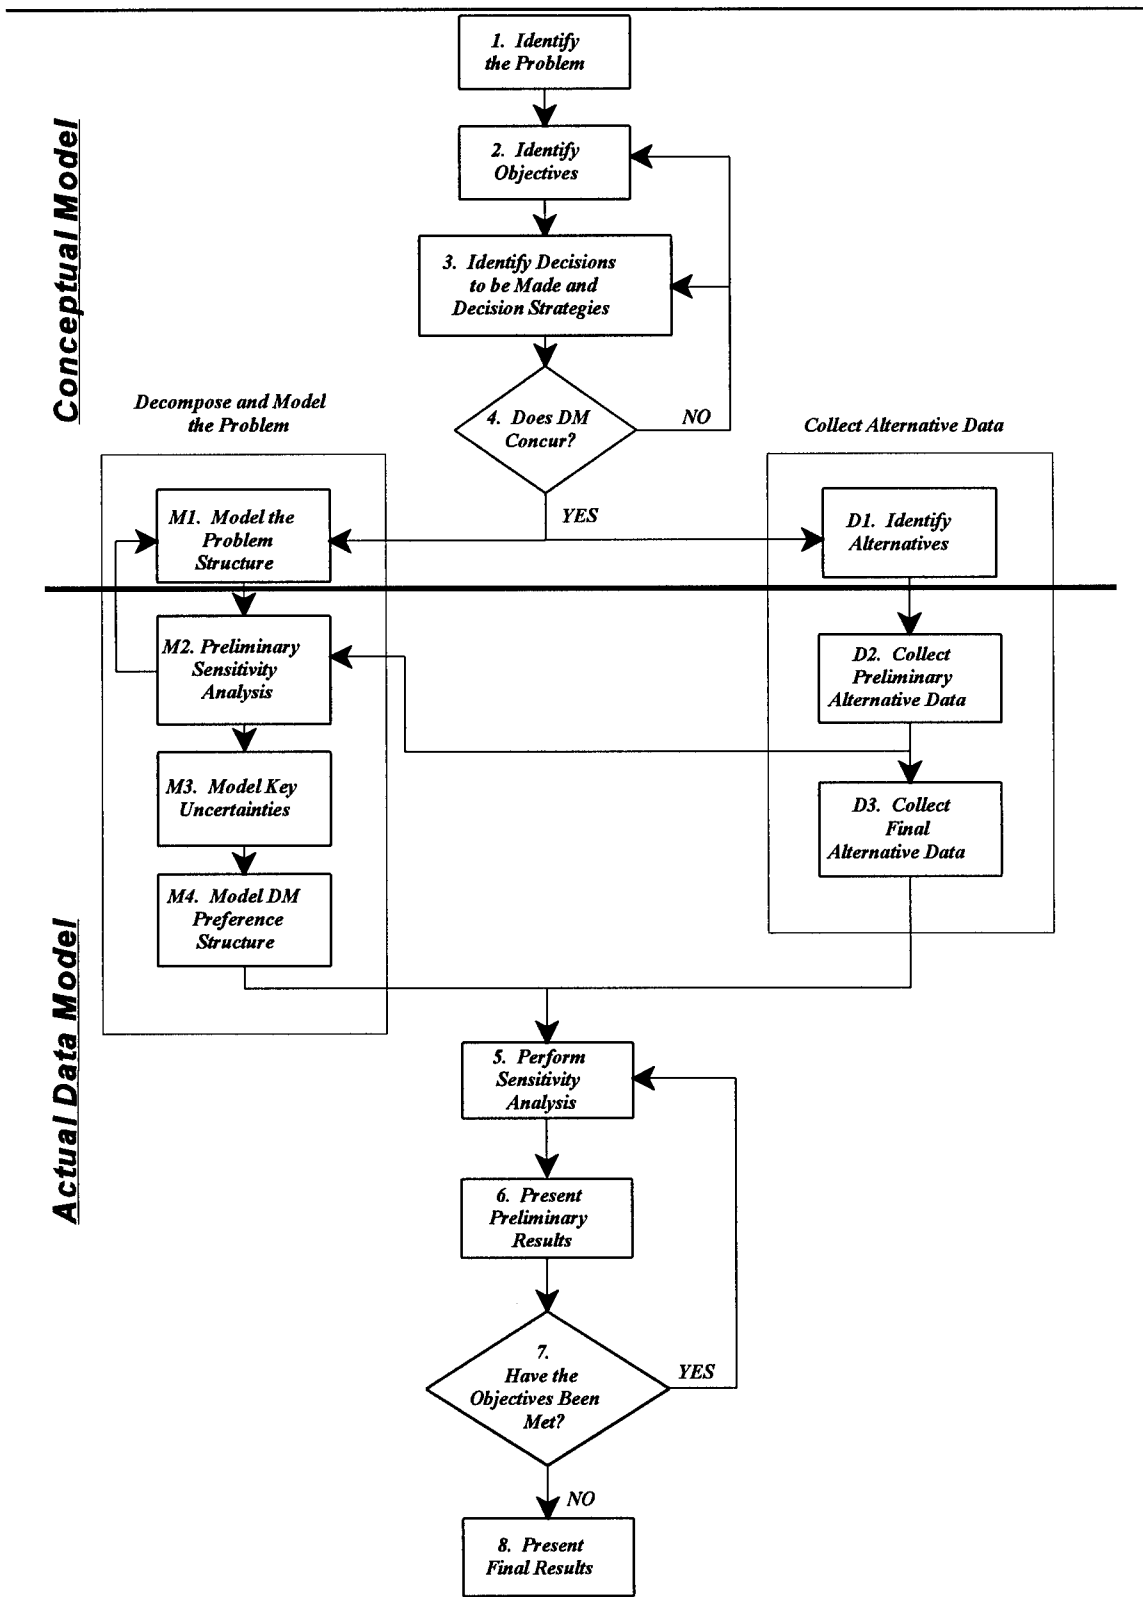 1. Identify
the Problem
2. Identify
Objectives
3. Identify Decisions
to be Made and
Decision Strategies
4. Does DM
Concur?
NO
YES
Conceptual Model
Decompose and Model
the Problem
M1. Model the
Problem
Structure
M2. Preliminary
Sensitivity
Analysis
M3. Model Key
Uncertainties
M4. Model DM
Preference
Structure
Collect Alternative Data
D1. Identify
Alternatives
D2. Collect
Preliminary
Alternative Data
D3. Collect
Final
Alternative Data
Actual Data Model
5. Perform
Sensitivity
Analysis
6. Present
Preliminary
Results
7.
Have the
Objectives Been
Met?
YES
NO
8. Present
Final Results